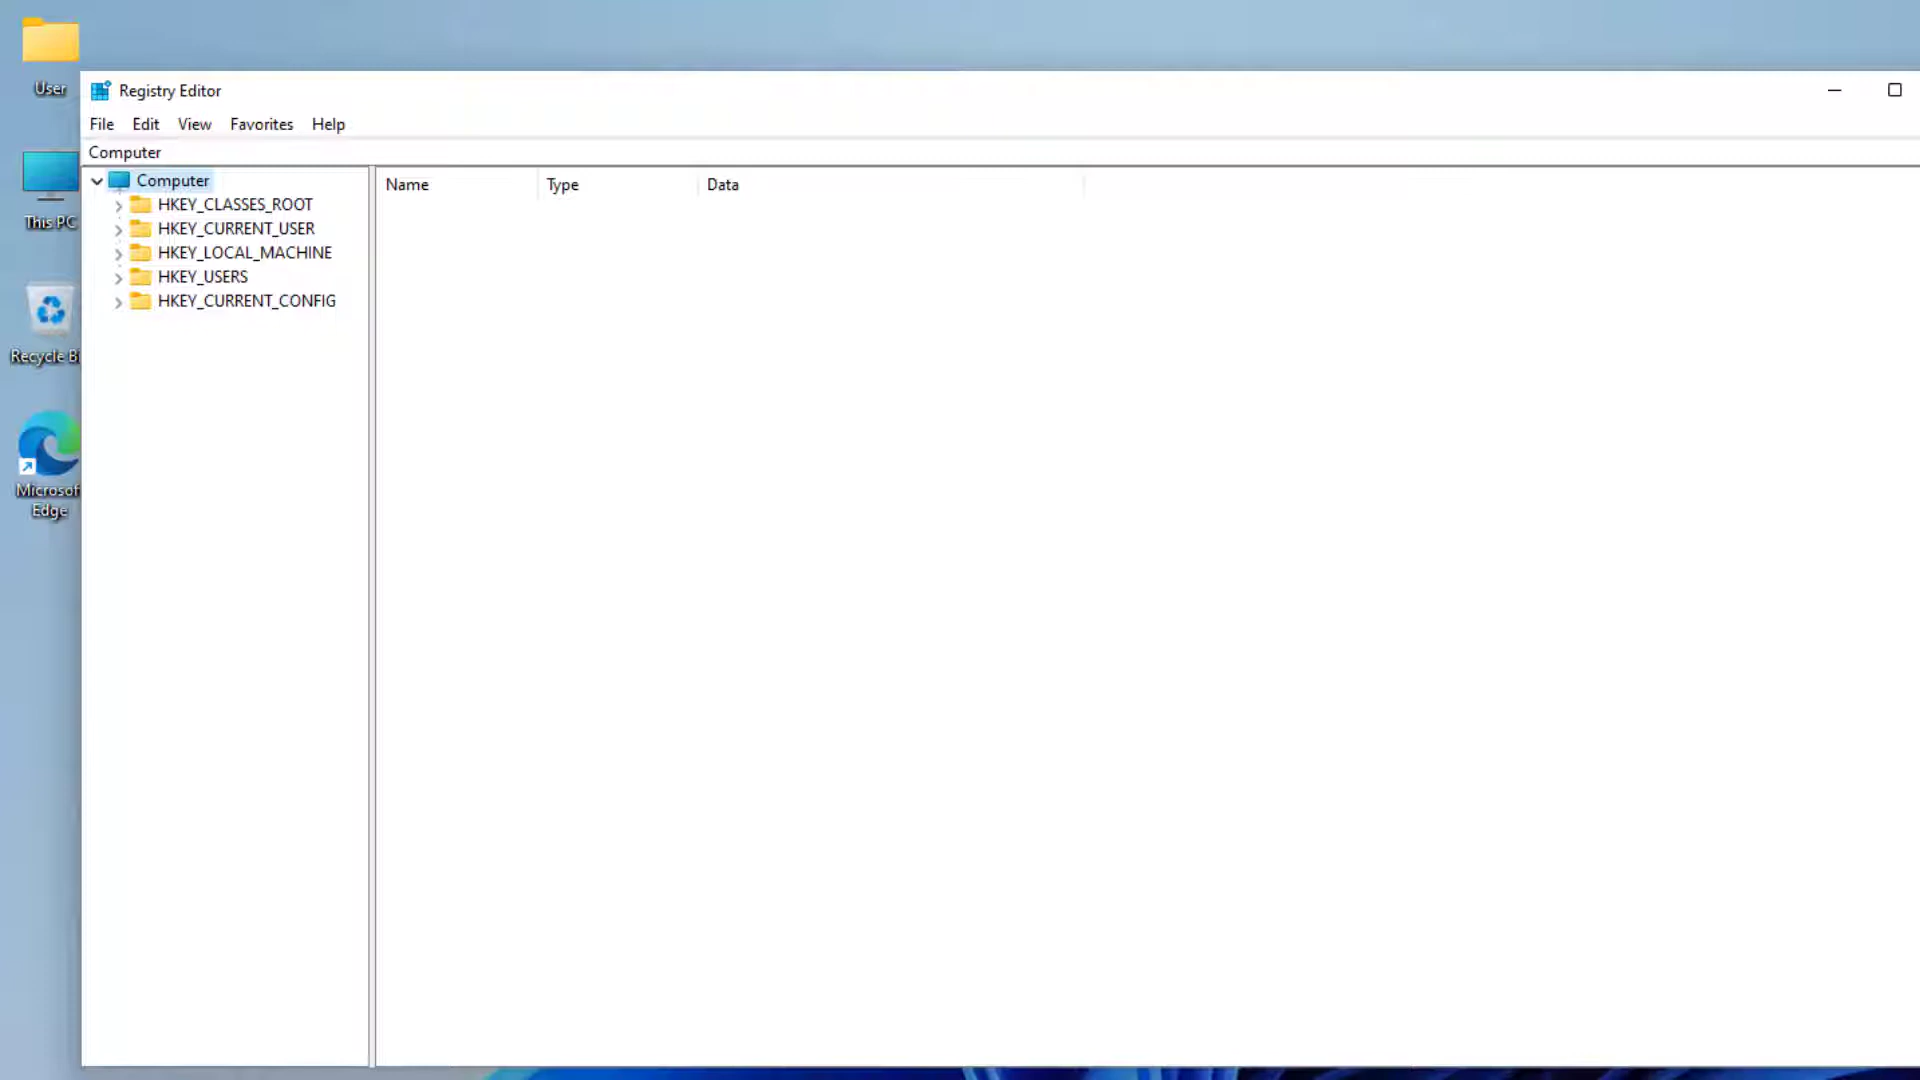 User
Registry Editor
File Edit View Favorites Help
Computer
Computer
Name Type Data
HKEY_CLASSES_ROOT
HKEY_CURRENT_USER
HKEY_LOCAL_MACHINE
HKEY_USERS
HKEY_CURRENT_CONFIG
This PC
Recycle Bi
Microsof
Edge